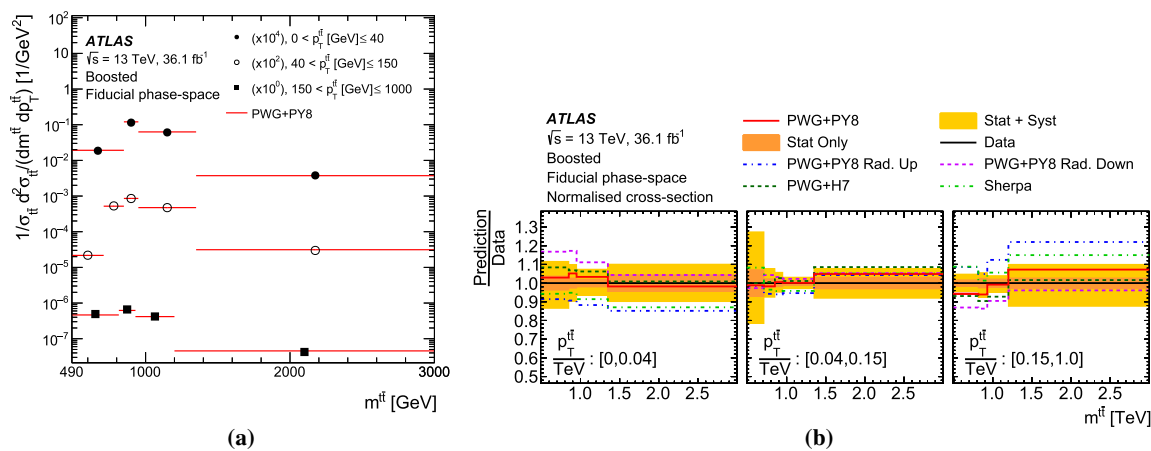 ATLAS
√s = 13 TeV, 36.1 fb⁻¹
Boosted
Fiducial phase-space
(x10⁴), 0 < p_T^{tt̄} [GeV] ≤ 40
(x10²), 40 < p_T^{tt̄} [GeV] ≤ 150
(x10⁰), 150 < p_T^{tt̄} [GeV] ≤ 1000
PWG+PY8
1/σ_{tt̄} d²σ_{tt̄}/(dm^{tt̄} dp_T^{tt̄}) [1/GeV²]
10²
10
1
10⁻¹
10⁻²
10⁻³
10⁻⁴
10⁻⁵
10⁻⁶
10⁻⁷
490 1000 2000 3000 3000
m^{tt̄} [GeV]
(a)
ATLAS
√s = 13 TeV, 36.1 fb⁻¹
Boosted
Fiducial phase-space
Normalised cross-section
PWG+PY8
Stat Only
PWG+PY8 Rad. Up
PWG+H7
Stat + Syst
Data
PWG+PY8 Rad. Down
Sherpa
Prediction
Data
1.3
1.2
1.1
1.0
0.9
0.8
0.7
0.6
0.5
p_T^{tt̄}/TeV : [0,0.04]
p_T^{tt̄}/TeV : [0.04,0.15]
p_T^{tt̄}/TeV : [0.15,1.0]
1.0 1.5 2.0 2.5 1.0 1.5 2.0 2.5 1.0 1.5 2.0 2.5
m^{tt̄} [TeV]
(b)